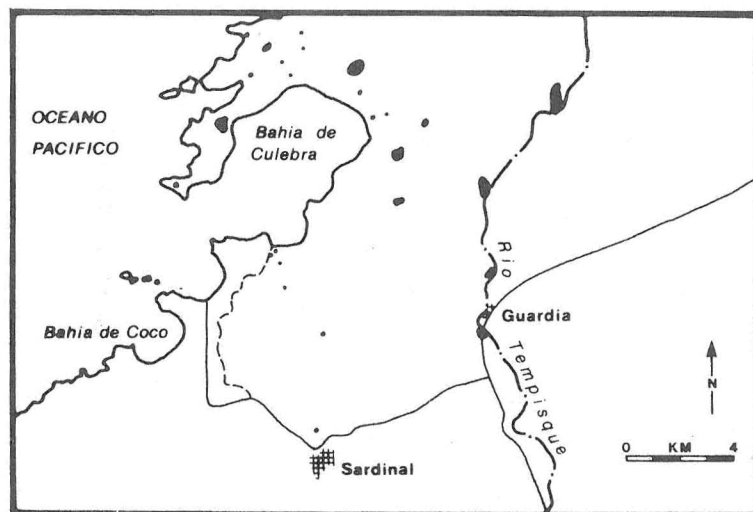 OCEANO
PACIFICO
Bahia de
Culebra
Bahia de Coco
Rio
Guardia
Tempisque
N
0 KM 4
Sardinal